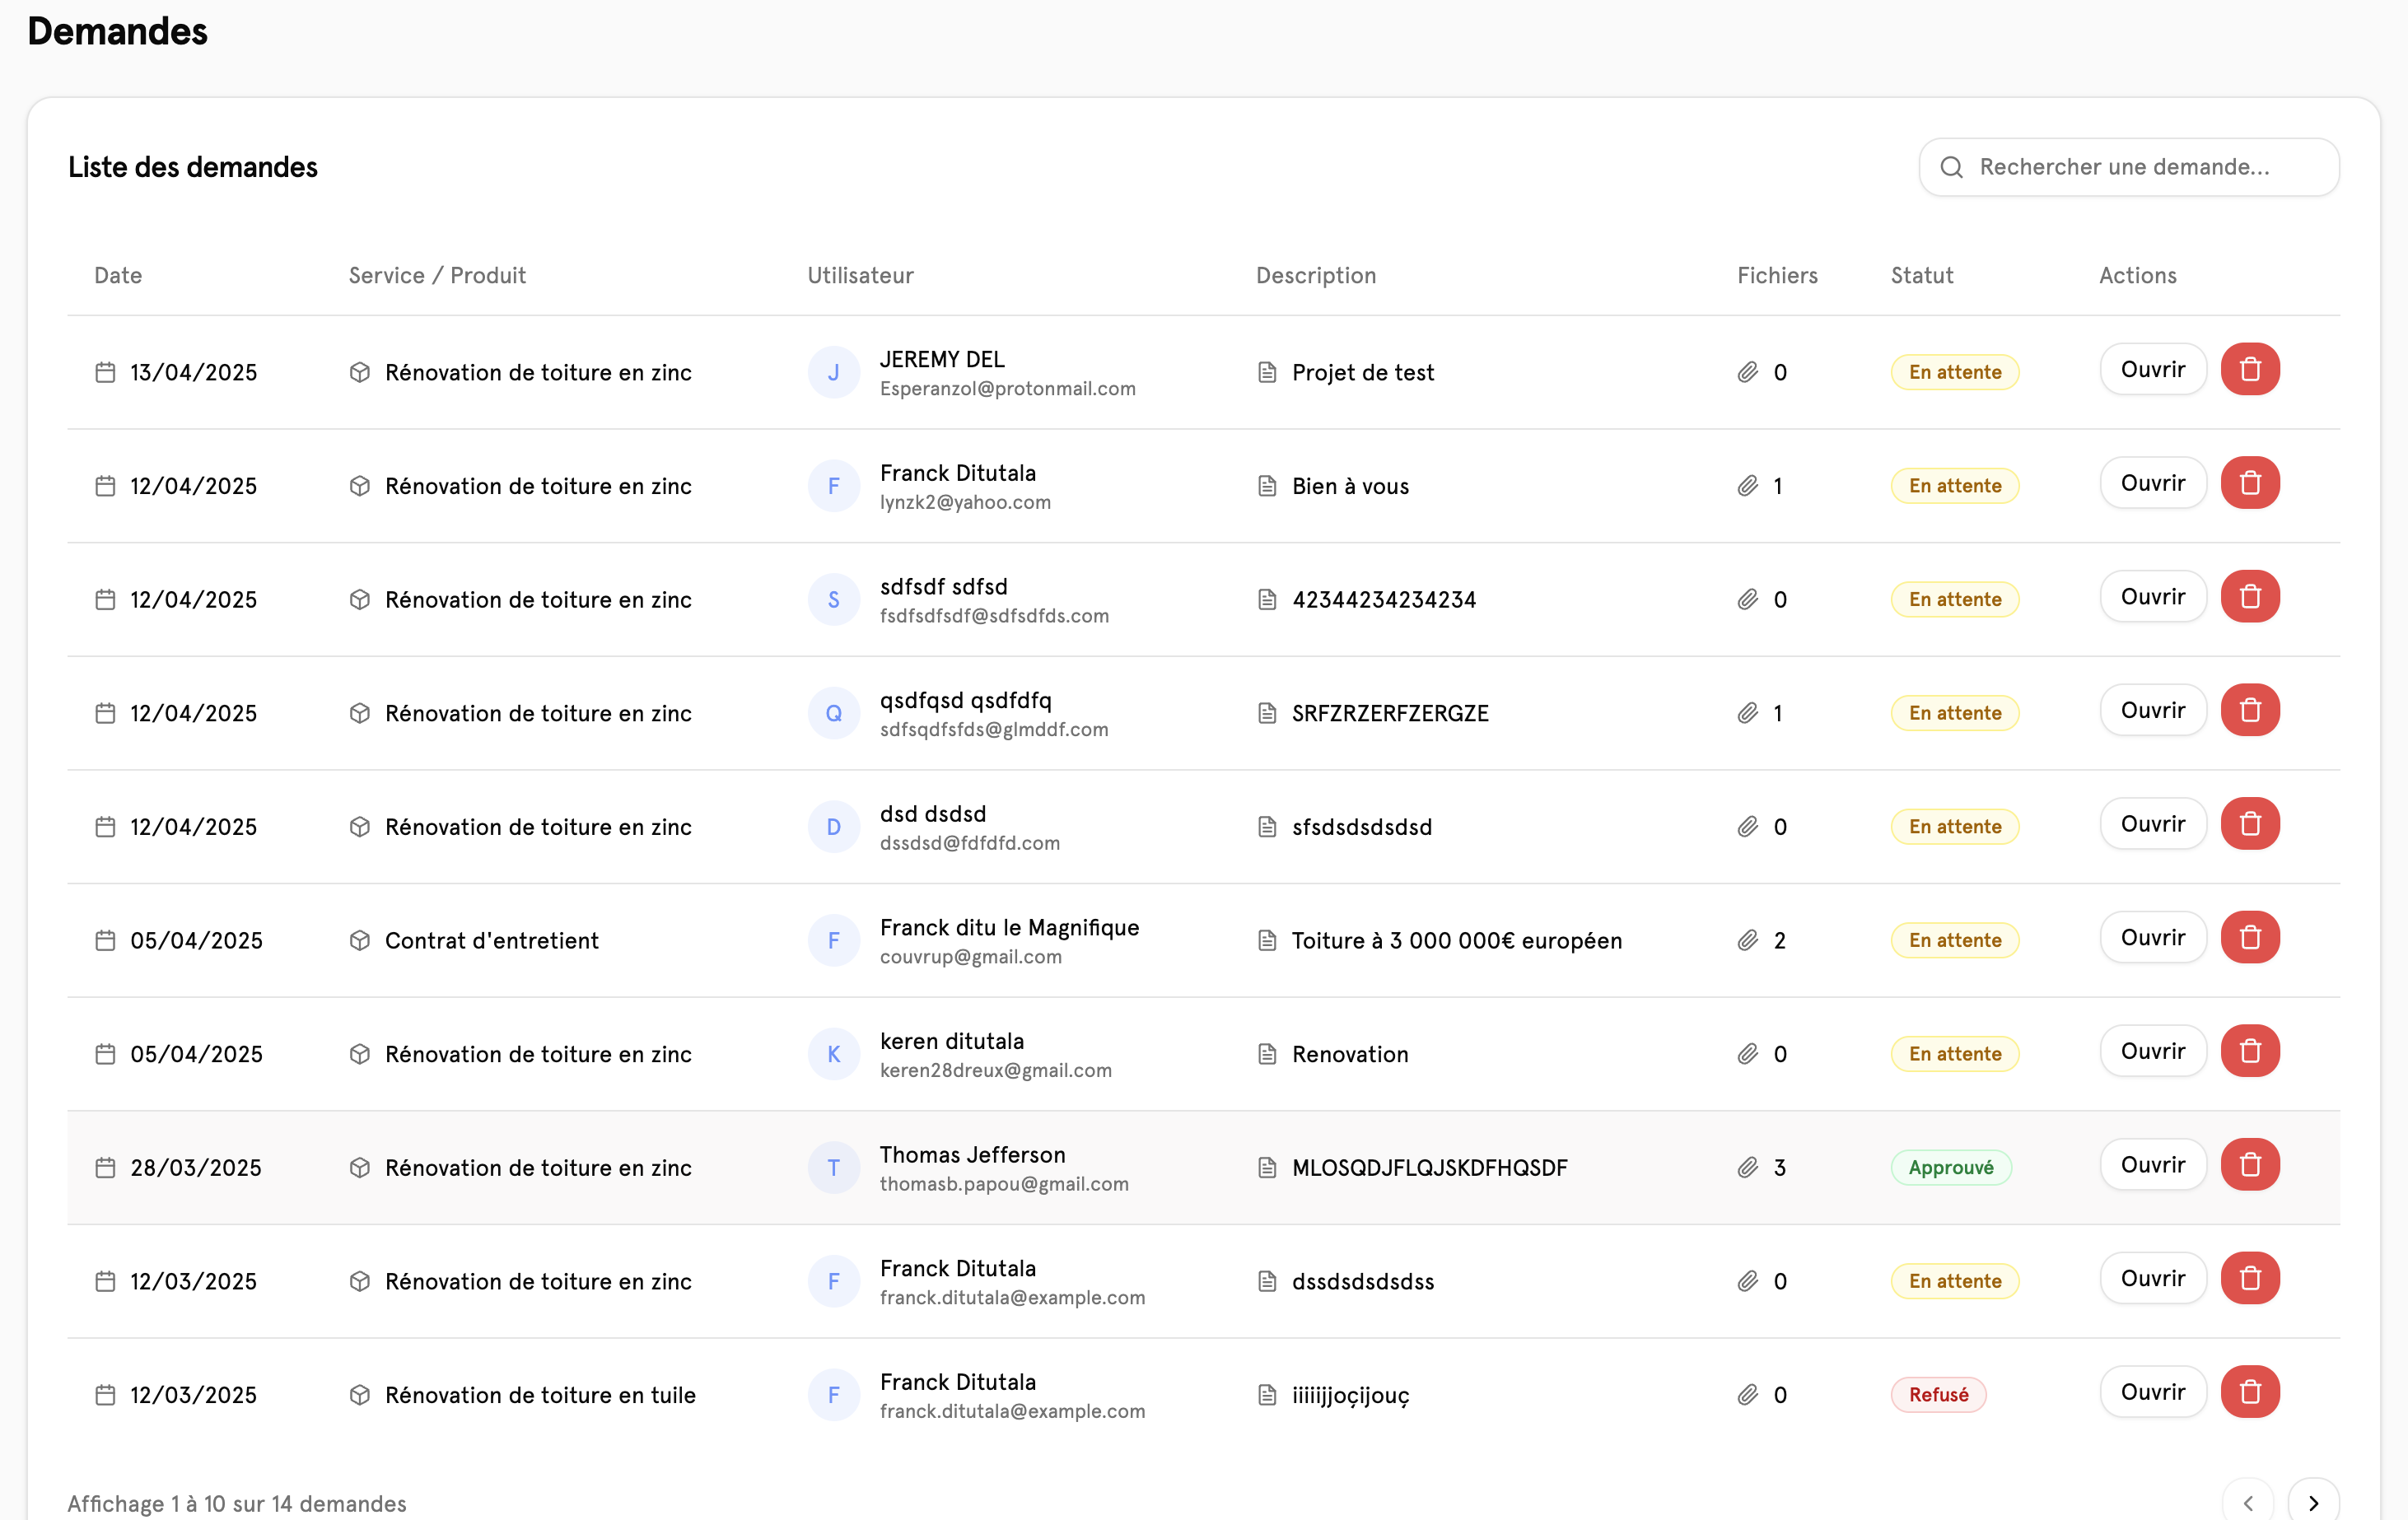 Demandes
Liste des demandes
Rechercher une demande...
Date Service / Produit Utilisateur Description Fichiers Statut Actions
13/04/2025 Rénovation de toiture en zinc J JEREMY DEL Projet de test 0 En attente Ouvrir
Esperanzol@protonmail.com
12/04/2025 Rénovation de toiture en zinc F Franck Ditutala Bien à vous 1 En attente Ouvrir
lynzk2@yahoo.com
12/04/2025 Rénovation de toiture en zinc S sdfsdf sdfsd 42344234234234 0 En attente Ouvrir
fsdfsdfsdf@sdfsdfds.com
12/04/2025 Rénovation de toiture en zinc Q qsdfqsd qsdfdfq SRFZRZERFZERGZE 1 En attente Ouvrir
sdfsqdfsfds@glmddf.com
12/04/2025 Rénovation de toiture en zinc D dsd dsdsd sfsdsdsdsdsd 0 En attente Ouvrir
dssdsd@fdfdfd.com
05/04/2025 Contrat d'entretient F Franck ditu le Magnifique Toiture à 3 000 000€ européen 2 En attente Ouvrir
couvrup@gmail.com
05/04/2025 Rénovation de toiture en zinc K keren ditutala Renovation 0 En attente Ouvrir
keren28dreux@gmail.com
28/03/2025 Rénovation de toiture en zinc T Thomas Jefferson MLOSQDJFLQJSKDFHQSDF 3 Approuvé Ouvrir
thomasb.papou@gmail.com
12/03/2025 Rénovation de toiture en zinc F Franck Ditutala dssdsdsdsdss 0 En attente Ouvrir
franck.ditutala@example.com
12/03/2025 Rénovation de toiture en tuile F Franck Ditutala iiiiijjoçijouç 0 Refusé Ouvrir
franck.ditutala@example.com
Affichage 1 à 10 sur 14 demandes